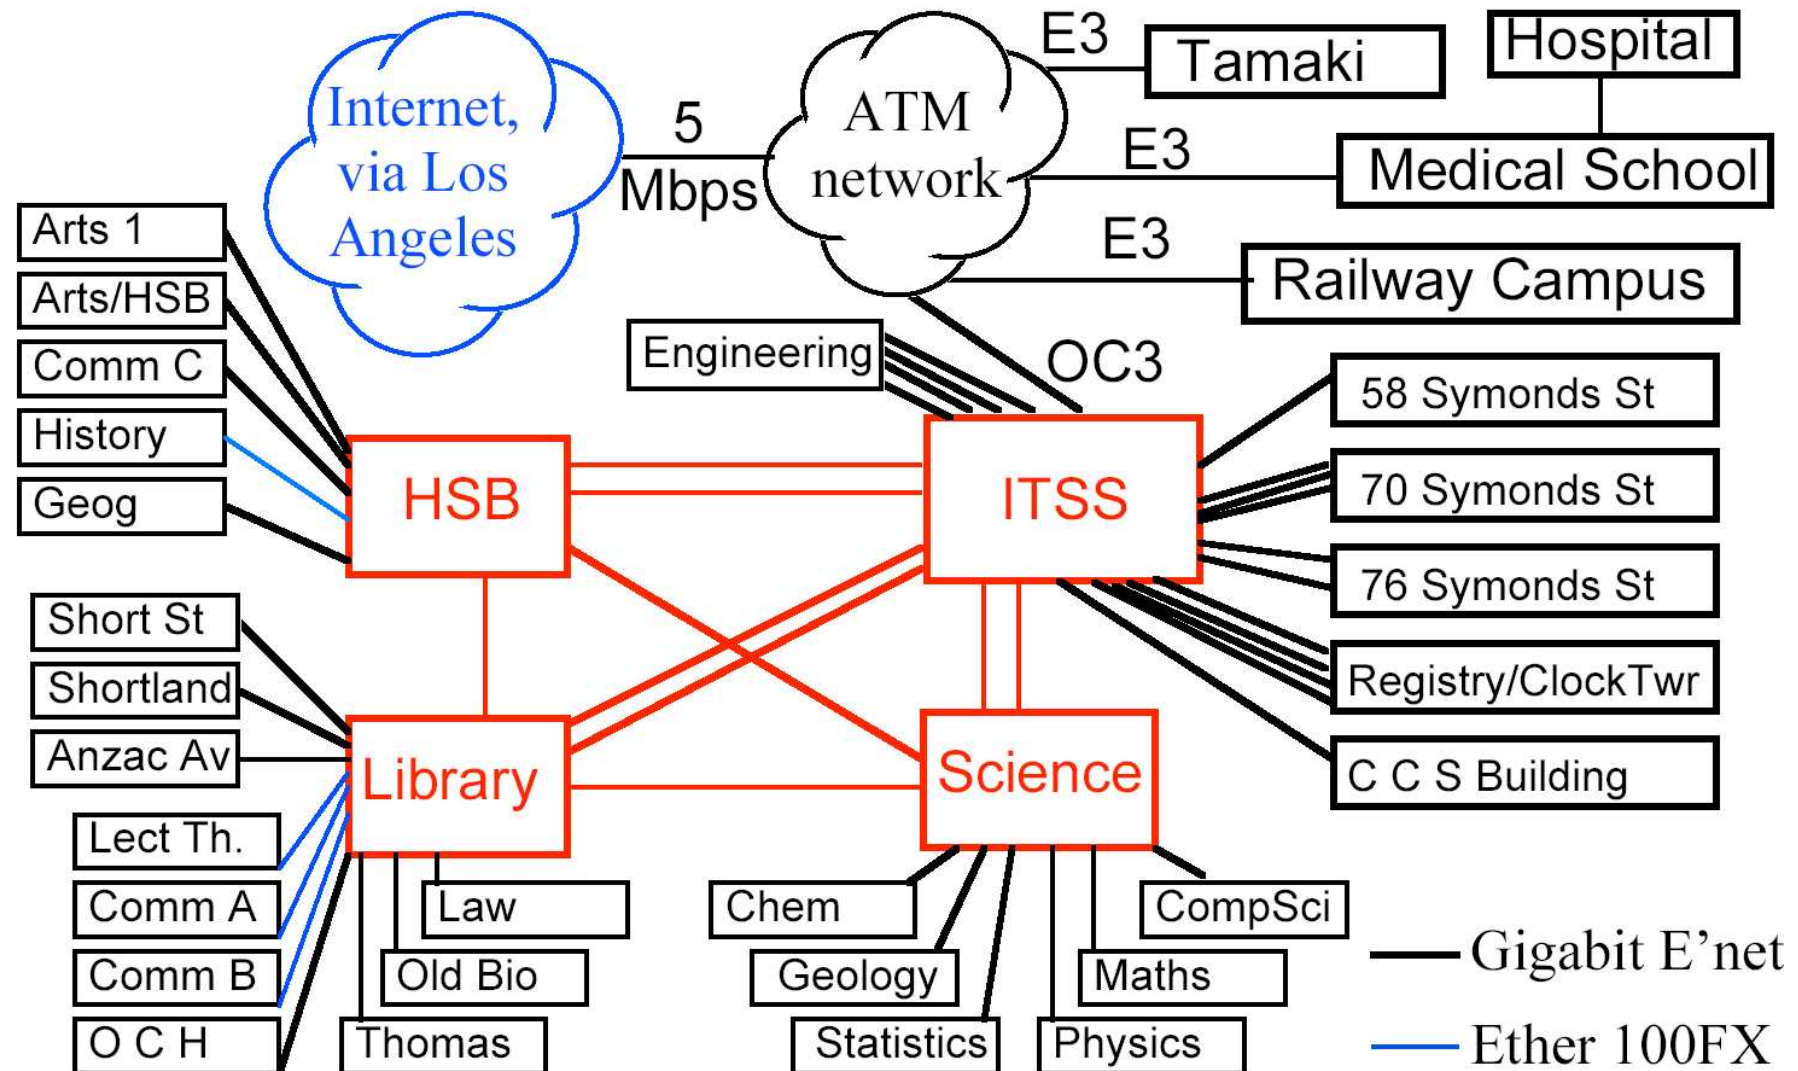 Internet,
via Los
Angeles
5
Mbps
ATM
network
E3
Tamaki
Hospital
E3
Medical School
E3
Railway Campus
OC3
Engineering
Arts 1
Arts/HSB
Comm C
History
Geog
HSB
ITSS
58 Symonds St
70 Symonds St
76 Symonds St
Registry/ClockTwr
C C S Building
Short St
Shortland
Anzac Av
Library
Science
Lect Th.
Comm A
Comm B
O C H
Law
Old Bio
Thomas
Chem
Geology
Statistics
CompSci
Maths
Physics
Gigabit E’net
Ether 100FX